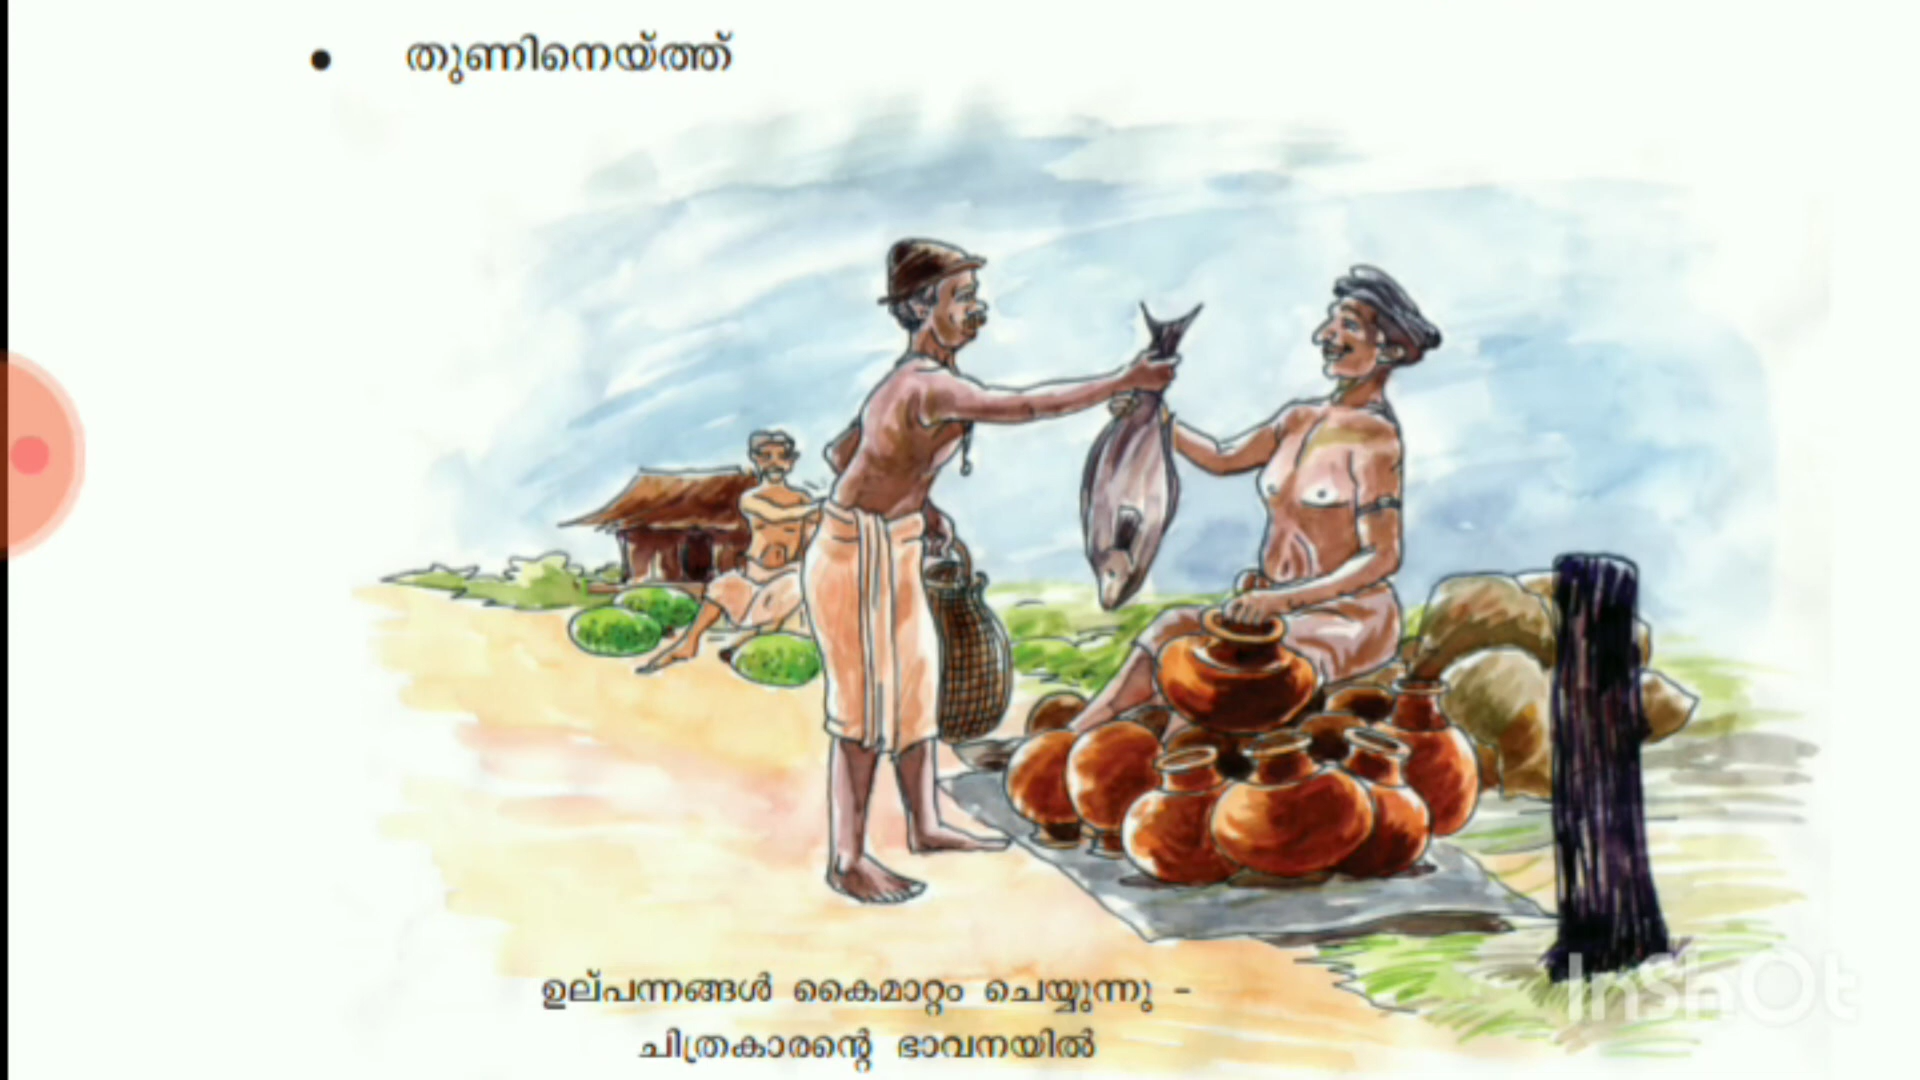 • തുണിനെയ്ത്ത്
ഉല്പന്നങ്ങൾ കൈമാറ്റം ചെയ്യുന്നു -
ചിത്രകാരന്റെ ഭാവനയിൽ
InShOt